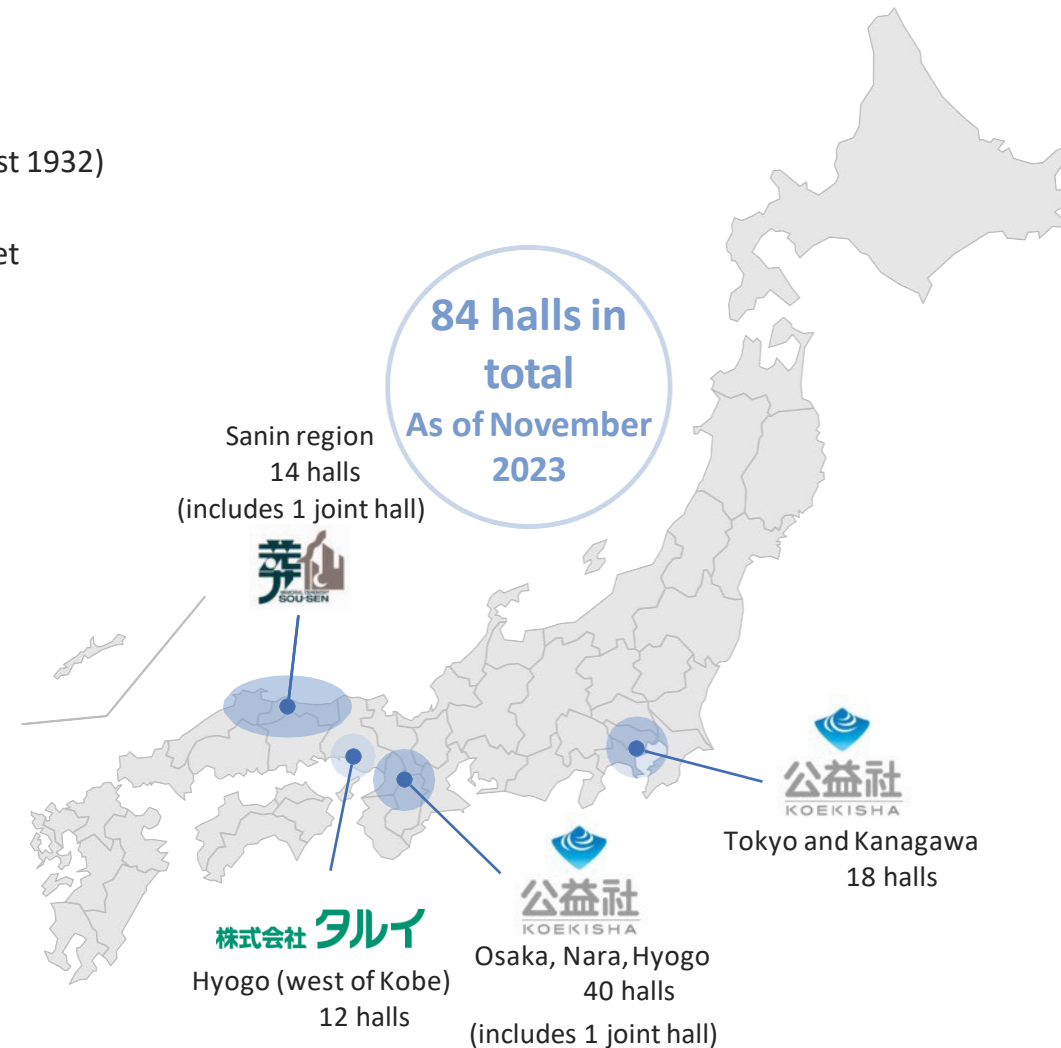 st 1932)
et
84 halls in
total
As of November
2023
Sanin region
14 halls
(includes 1 joint hall)
葬仙
SOU-SEN
公益社
KOEKISHA
Tokyo and Kanagawa
18 halls
公益社
KOEKISHA
Osaka, Nara, Hyogo
40 halls
(includes 1 joint hall)
株式会社 タルイ
Hyogo (west of Kobe)
12 halls